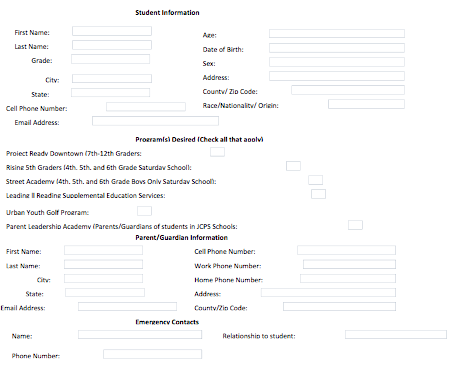 Student Information
First Name:
Age:
Last Name:
Date of Birth:
Grade:
Sex:
City:
Address:
State:
County/ Zip Code:
Cell Phone Number:
Race/Nationality/ Origin:
Email Address:
Program(s) Desired (Check all that apply)
Project Ready Downtown (7th-12th Graders:
Rising 5th Graders (4th, 5th, and 6th Grade Saturday School):
Street Academy (4th, 5th, and 6th Grade Boys Only Saturday School):
Leading II Reading Supplemental Education Services:
Urban Youth Golf Program:
Parent Leadership Academy (Parents/Guardians of students in JCPS Schools:
Parent/Guardian Information
First Name:
Cell Phone Number:
Last Name:
Work Phone Number:
City:
Home Phone Number:
State:
Address:
Email Address:
County/Zip Code:
Emergency Contacts
Name:
Relationship to student:
Phone Number: